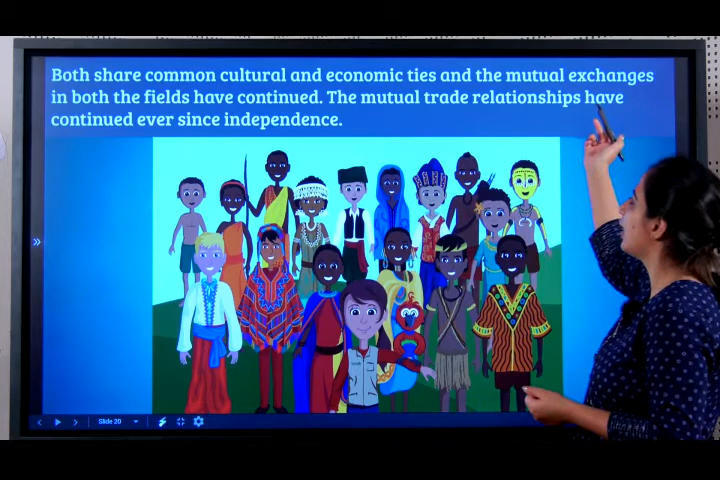 Both share common cultural and economic ties and the mutual exchanges
in both the fields have continued. The mutual trade relationships have
continued ever since independence.
Slide 20